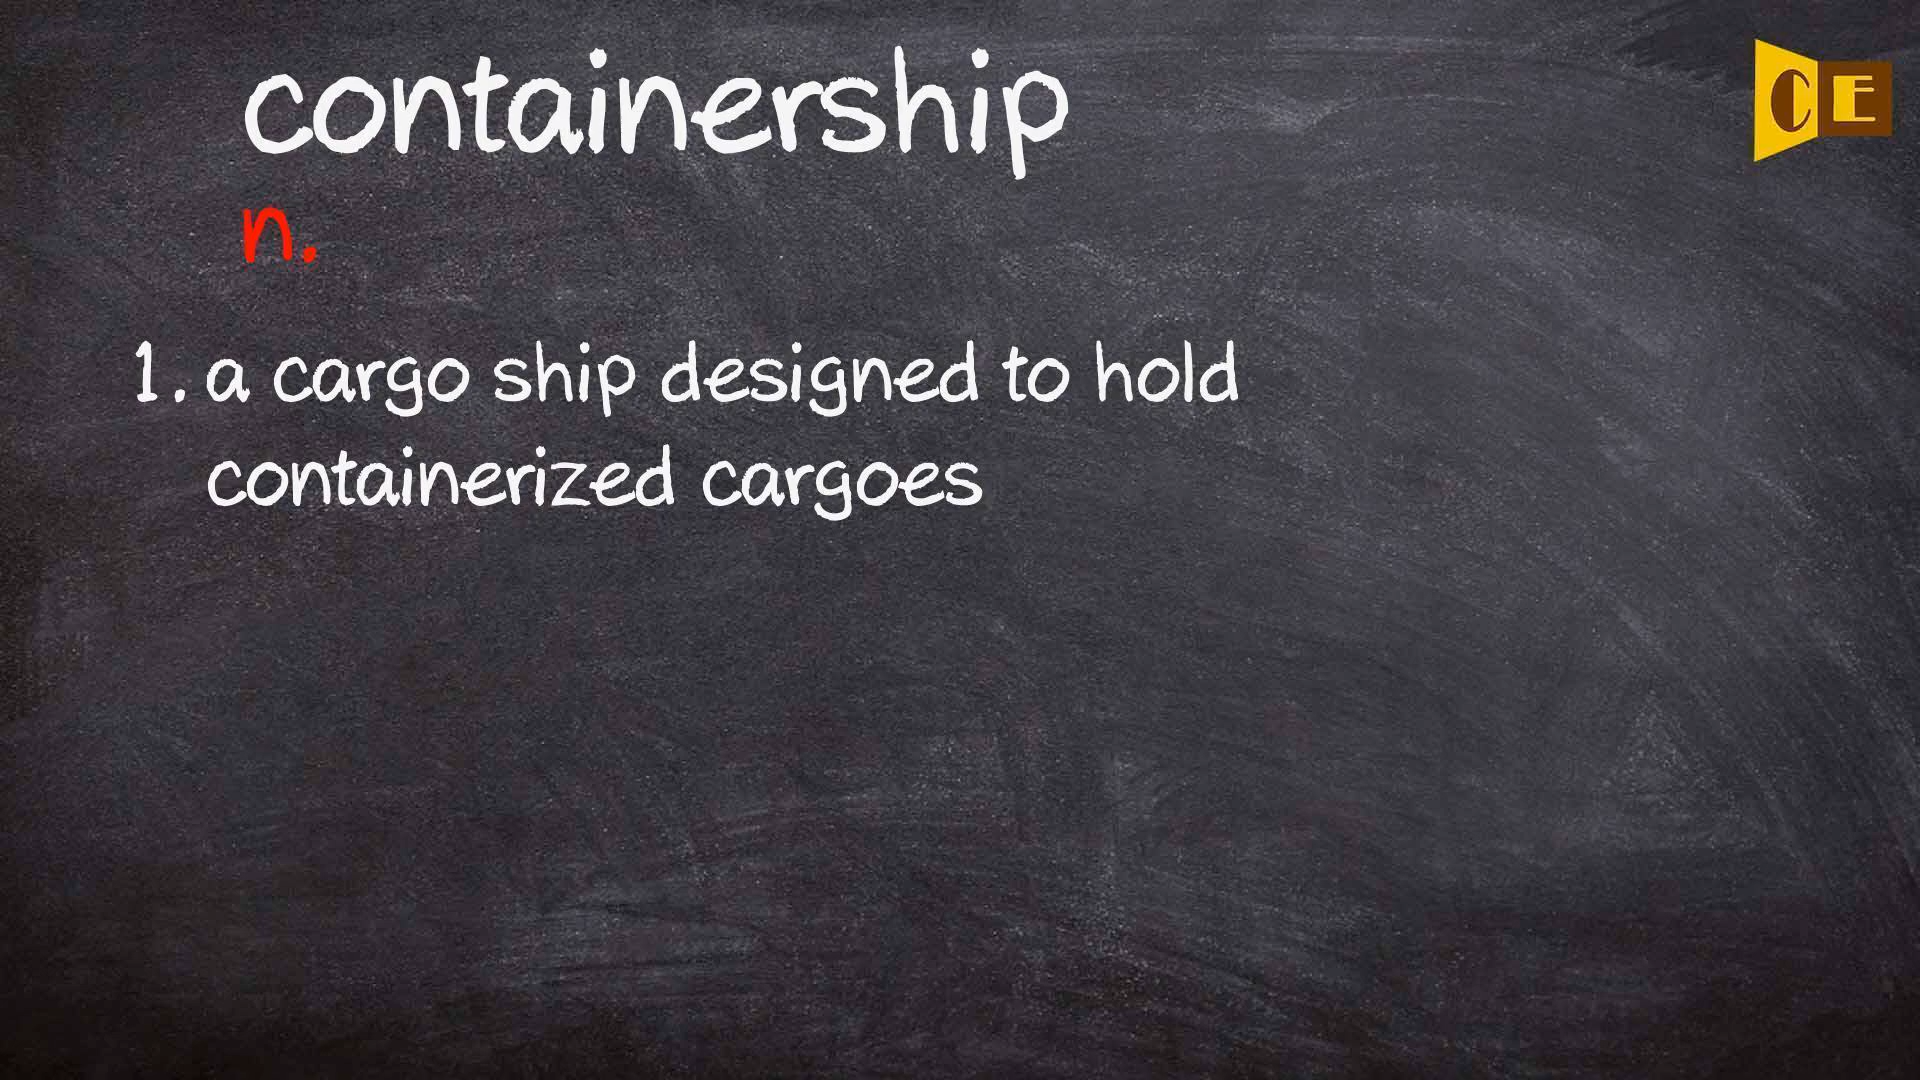 containership
n.
1. a cargo ship designed to hold
containerized cargoes
CE